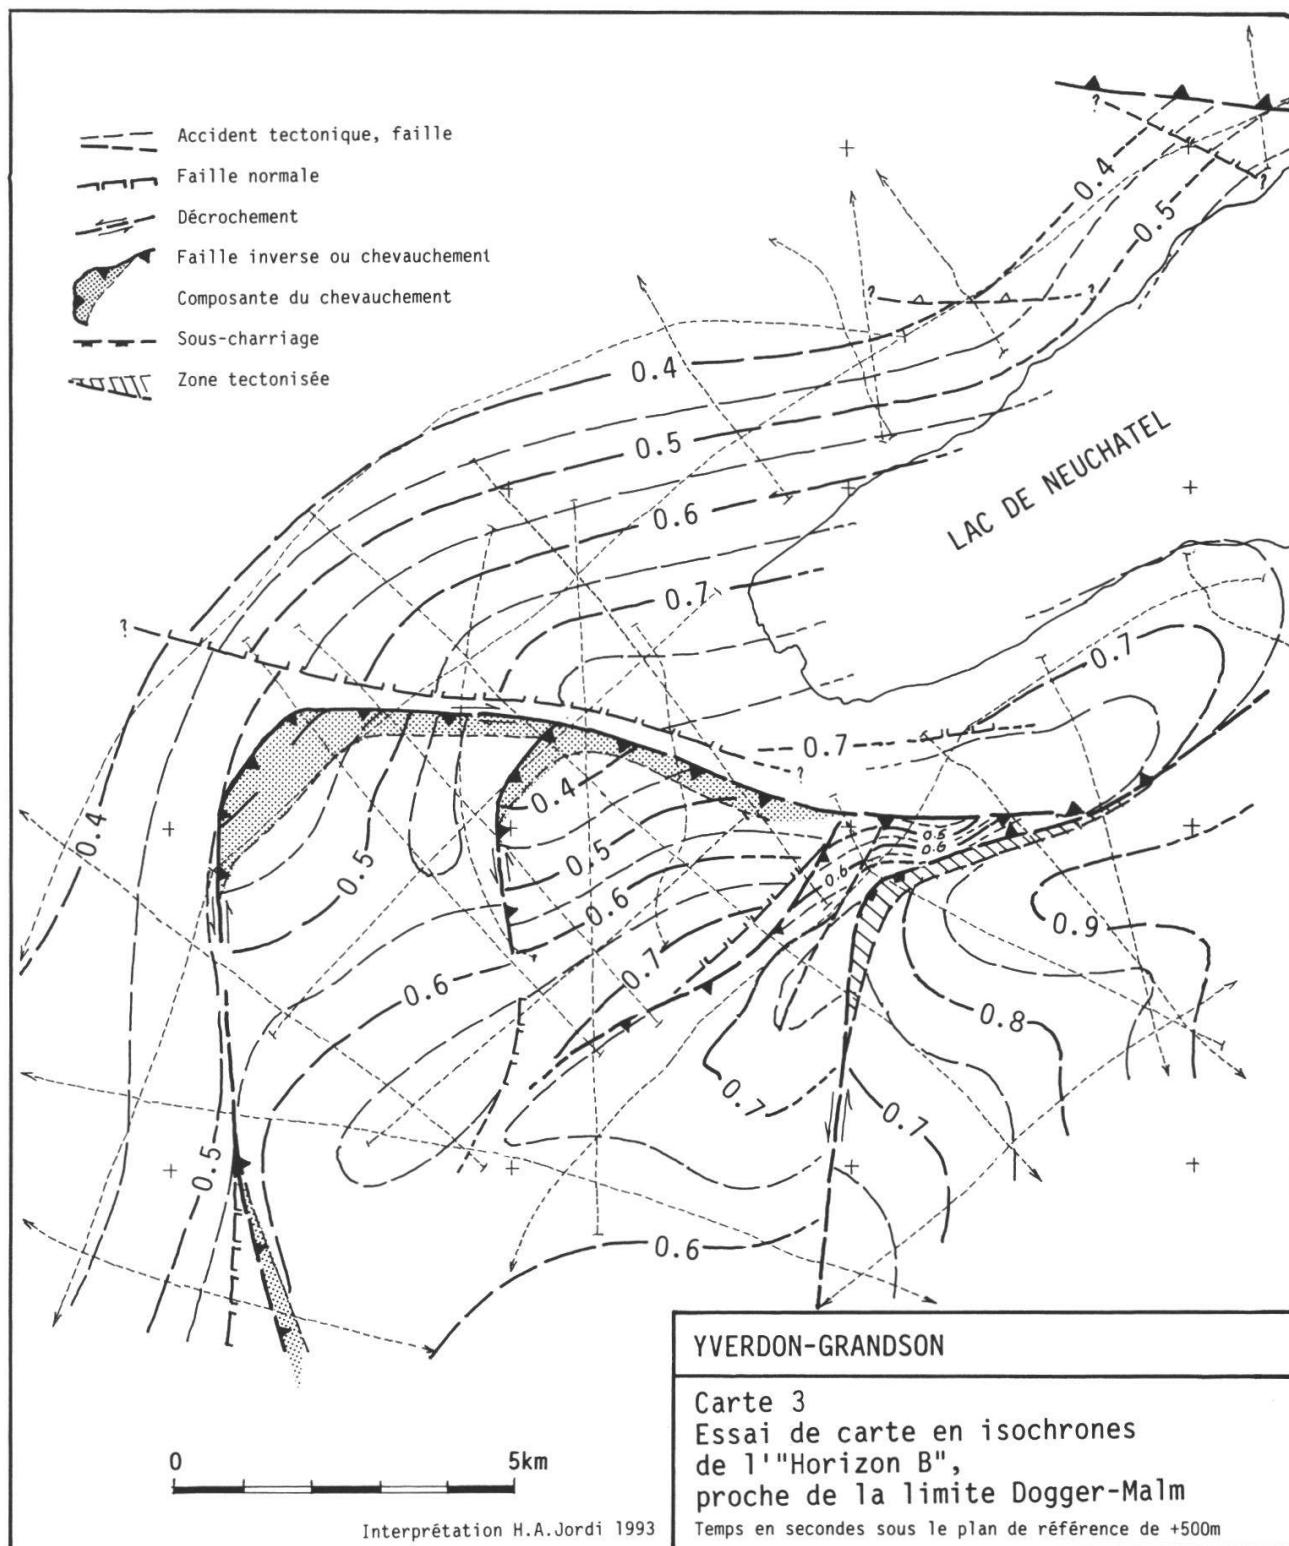 Accident tectonique, faille
Faille normale
Décrochement
Faille inverse ou chevauchement
Composante du chevauchement
Sous-charriage
Zone tectonisée
?
0.4
?
0.5
?
?
0.4
0.5
LAC DE NEUCHATEL
0.6
0.7
?
0.7
0.7
?
0.4
0.4
0.5
0.6
0.5
0.5
0.6
0.6
0.9
0.7
0.6
0.8
0.7
0.7
0.5
0.6
YVERDON-GRANDSON
Carte 3
Essai de carte en isochrones
de l'"Horizon B",
proche de la limite Dogger-Malm
Temps en secondes sous le plan de référence de +500m
0 5km
Interprétation H.A.Jordi 1993